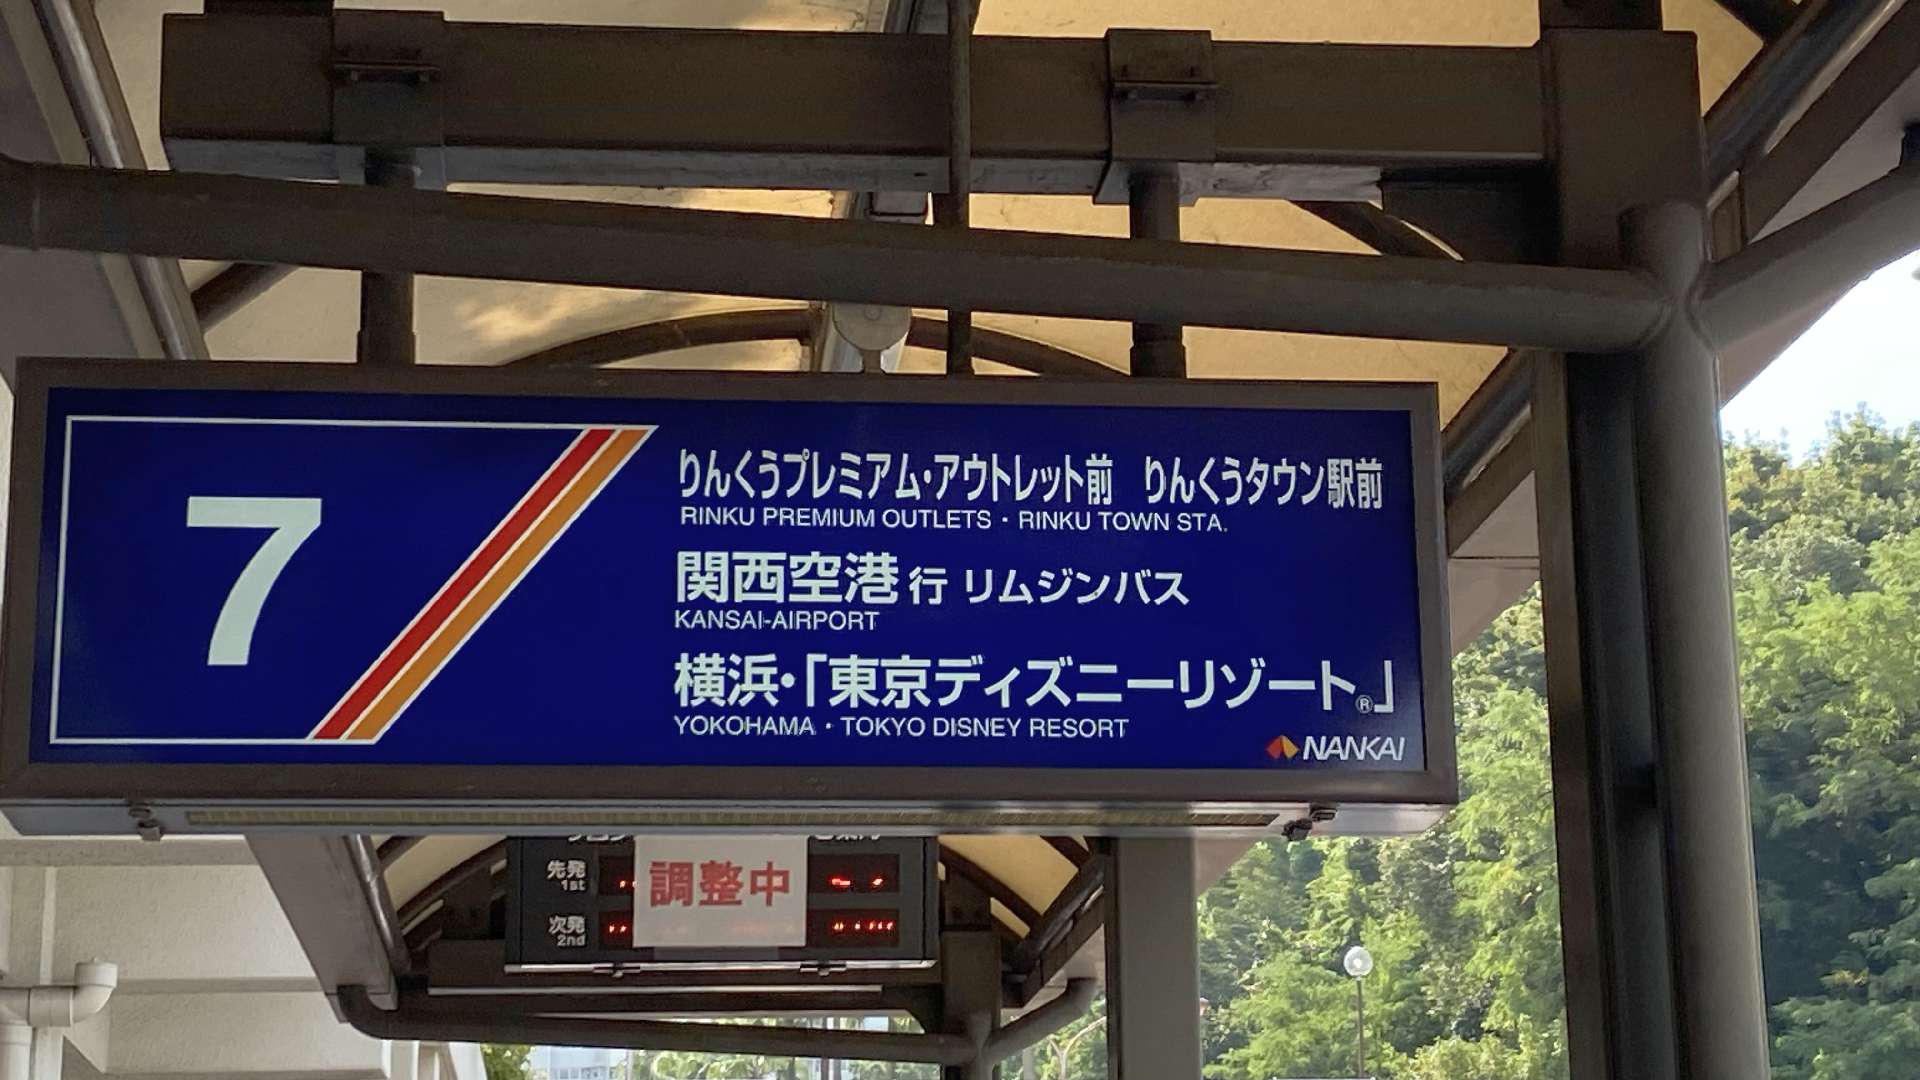 7
りんくうプレミアム・アウトレット前 りんくうタウン駅前
RINKU PREMIUM OUTLETS・RINKU TOWN STA.
関西空港行 リムジンバス
KANSAI-AIRPORT
横浜・「東京ディズニーリゾート®」
YOKOHAMA・TOKYO DISNEY RESORT
NANKAI
先発
1st
調整中
次発
2nd